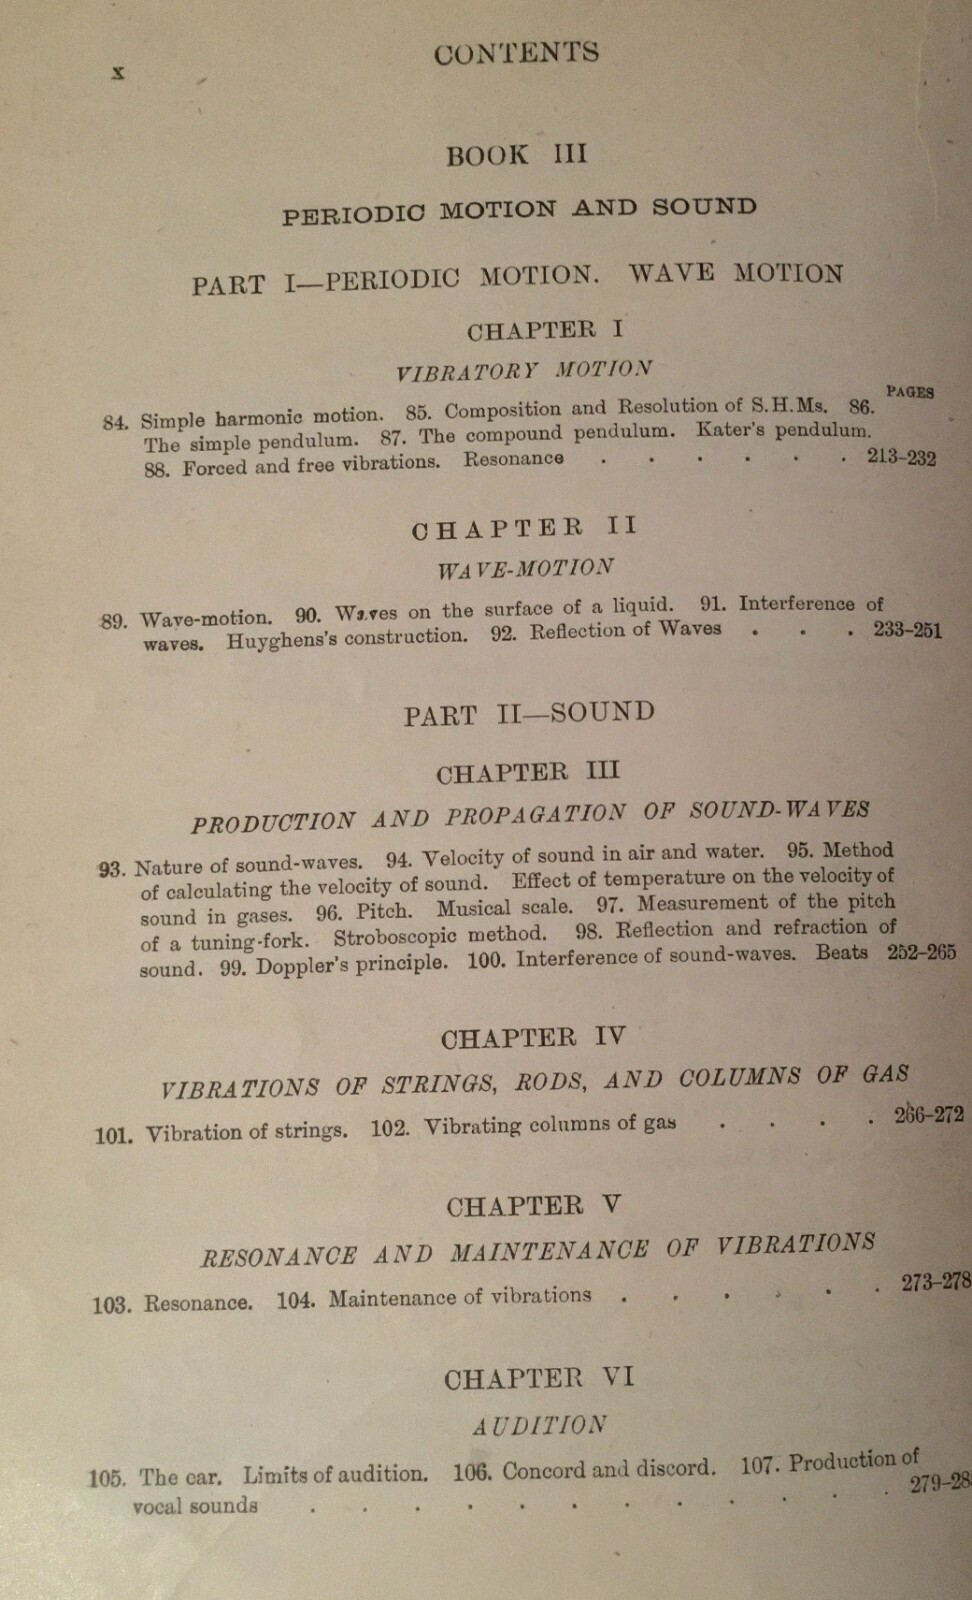 x
CONTENTS
BOOK III
PERIODIC MOTION AND SOUND
PART I—PERIODIC MOTION. WAVE MOTION
CHAPTER I
VIBRATORY MOTION
PAGES
84. Simple harmonic motion. 85. Composition and Resolution of S.H.Ms. 86.
The simple pendulum. 87. The compound pendulum. Kater's pendulum.
88. Forced and free vibrations. Resonance . . . . . . 213–232
CHAPTER II
WAVE-MOTION
89. Wave-motion. 90. Waves on the surface of a liquid. 91. Interference of
waves. Huyghens's construction. 92. Reflection of Waves . . . 233–251
PART II—SOUND
CHAPTER III
PRODUCTION AND PROPAGATION OF SOUND-WAVES
93. Nature of sound-waves. 94. Velocity of sound in air and water. 95. Method
of calculating the velocity of sound. Effect of temperature on the velocity of
sound in gases. 96. Pitch. Musical scale. 97. Measurement of the pitch
of a tuning-fork. Stroboscopic method. 98. Reflection and refraction of
sound. 99. Doppler's principle. 100. Interference of sound-waves. Beats 252–265
CHAPTER IV
VIBRATIONS OF STRINGS, RODS, AND COLUMNS OF GAS
101. Vibration of strings. 102. Vibrating columns of gas . . . . 266–272
CHAPTER V
RESONANCE AND MAINTENANCE OF VIBRATIONS
103. Resonance. 104. Maintenance of vibrations . . . . . . 273–278
CHAPTER VI
AUDITION
105. The ear. Limits of audition. 106. Concord and discord. 107. Production of
vocal sounds . . . . . . . . . . . . 279–28